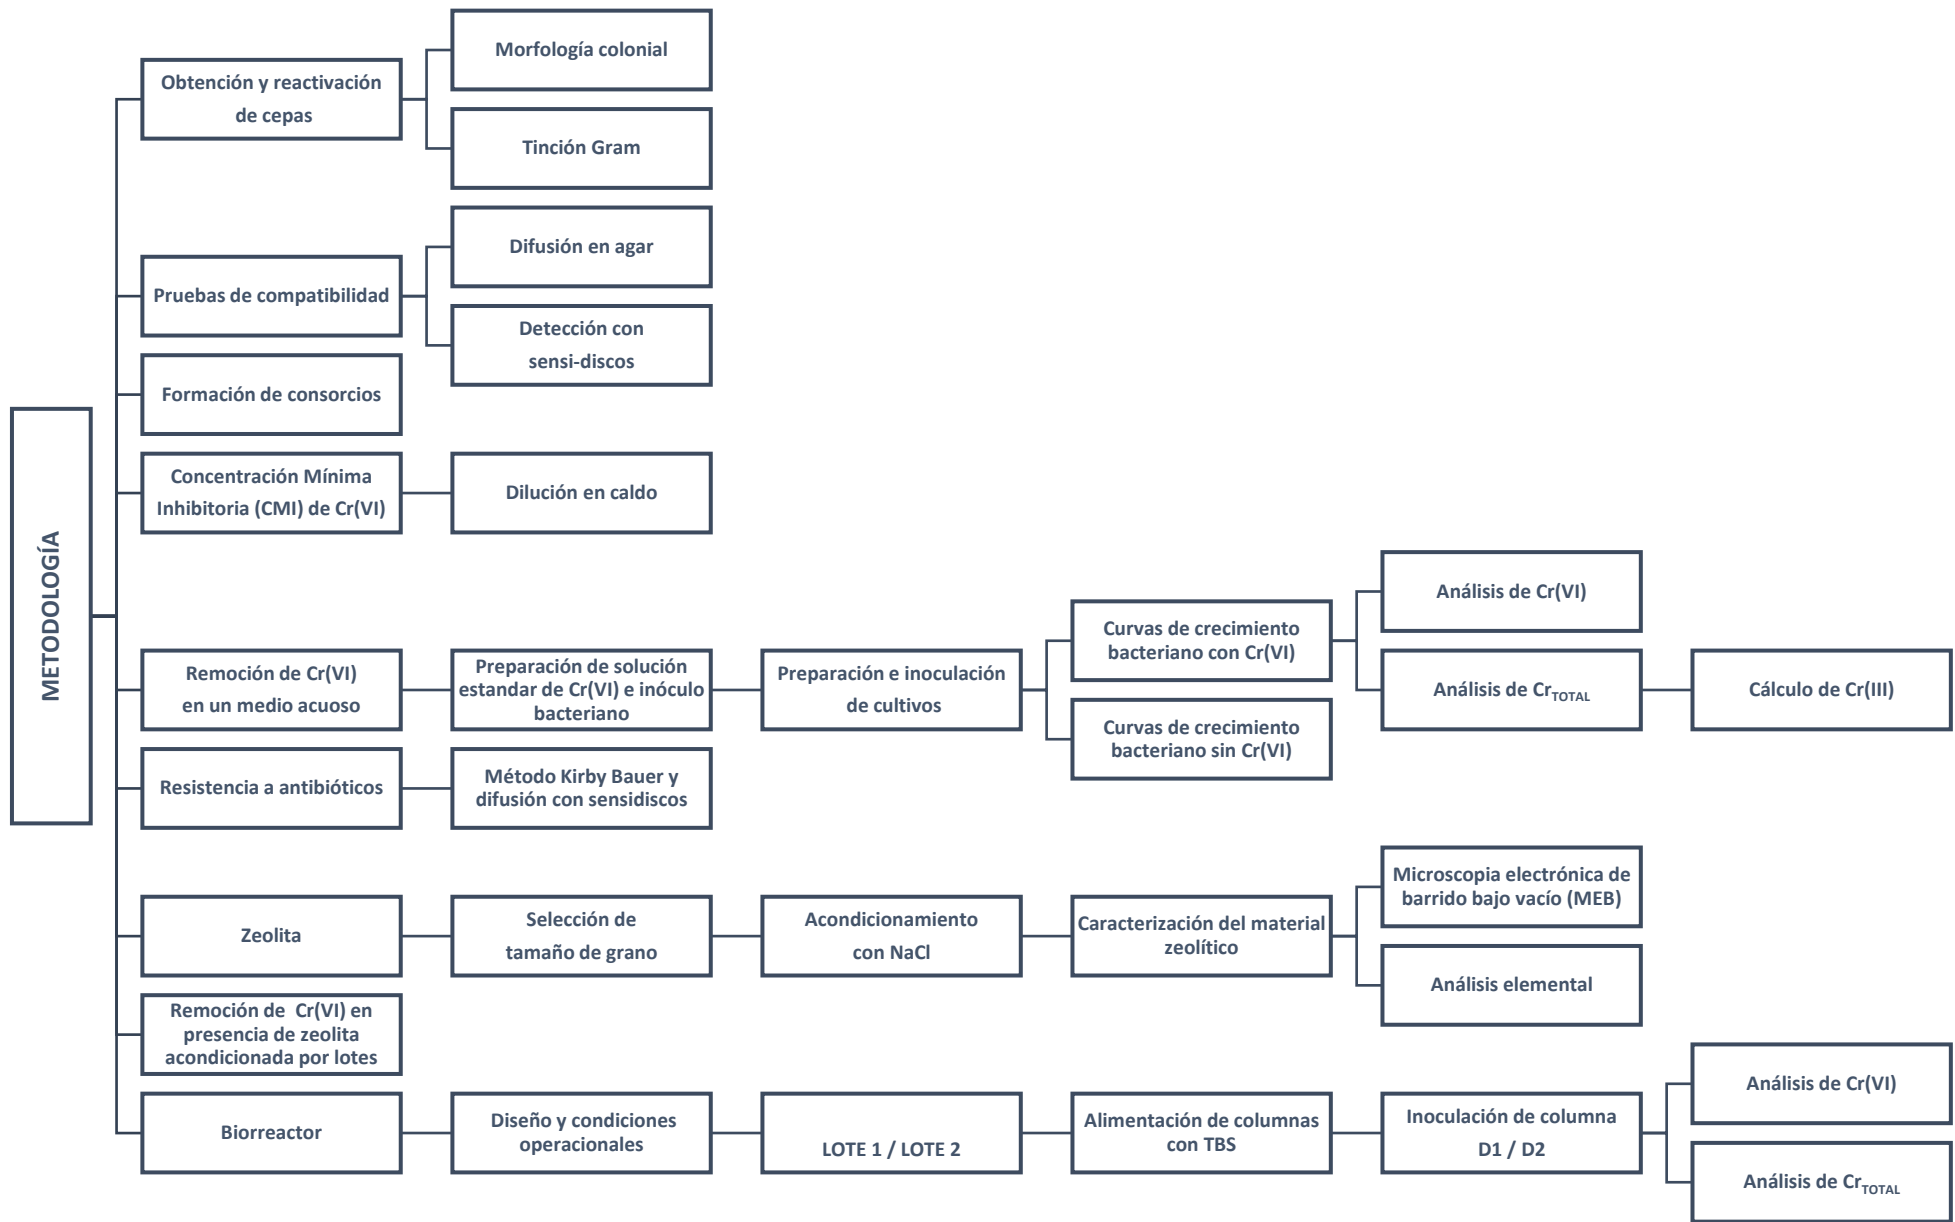 METODOLOGÍA
Obtención y reactivación
de cepas
Morfología colonial
Tinción Gram
Pruebas de compatibilidad
Difusión en agar
Detección con
sensi-discos
Formación de consorcios
Concentración Mínima
Inhibitoria (CMI) de Cr(VI)
Dilución en caldo
Remoción de Cr(VI)
en un medio acuoso
Preparación de solución
estandar de Cr(VI) e inóculo
bacteriano
Preparación e inoculación
de cultivos
Curvas de crecimiento
bacteriano con Cr(VI)
Análisis de Cr(VI)
Análisis de CrTOTAL
Cálculo de Cr(III)
Curvas de crecimiento
bacteriano sin Cr(VI)
Resistencia a antibióticos
Método Kirby Bauer y
difusión con sensidiscos
Zeolita
Selección de
tamaño de grano
Acondicionamiento
con NaCl
Caracterización del material
zeolítico
Microscopia electrónica de
barrido bajo vacío (MEB)
Análisis elemental
Remoción de Cr(VI) en
presencia de zeolita
acondicionada por lotes
Biorreactor
Diseño y condiciones
operacionales
LOTE 1 / LOTE 2
Alimentación de columnas
con TBS
Inoculación de columna
D1 / D2
Análisis de Cr(VI)
Análisis de CrTOTAL